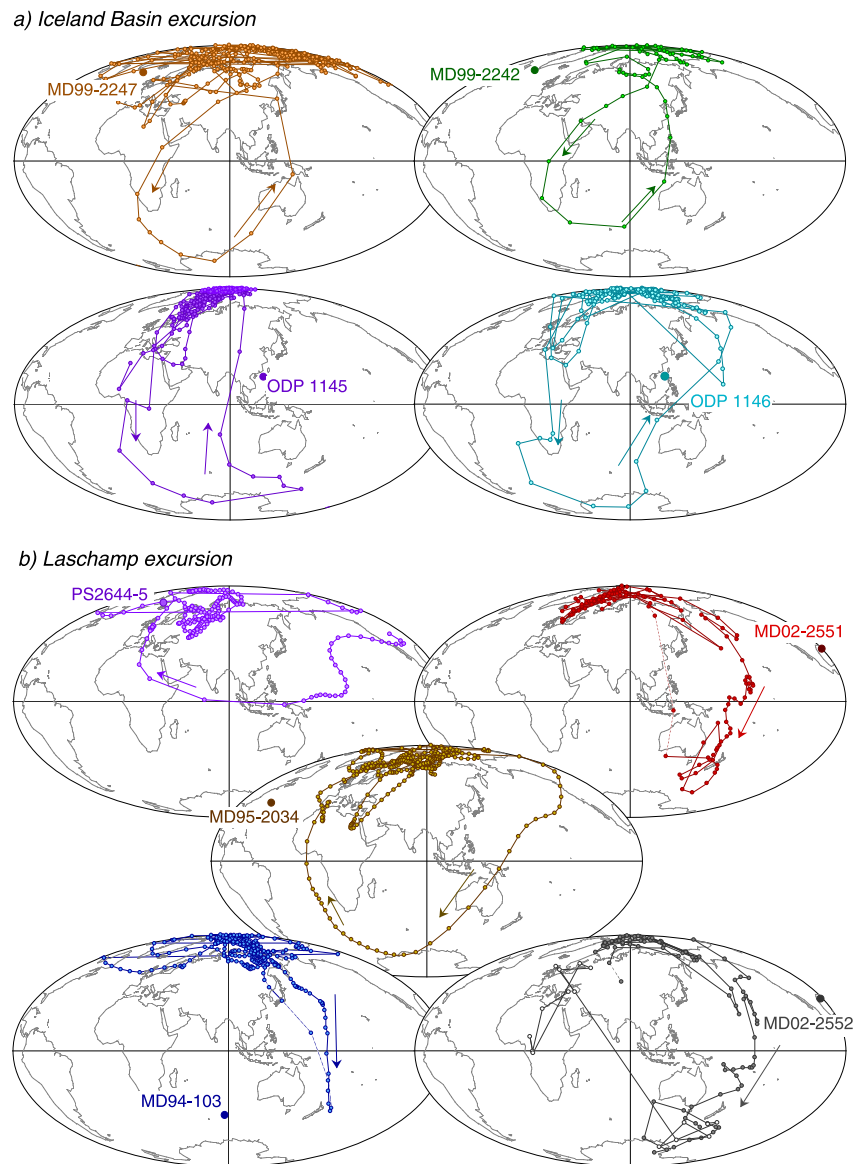 a) Iceland Basin excursion
MD99-2247
MD99-2242
ODP 1145
ODP 1146
b) Laschamp excursion
PS2644-5
MD02-2551
MD95-2034
MD94-103
MD02-2552